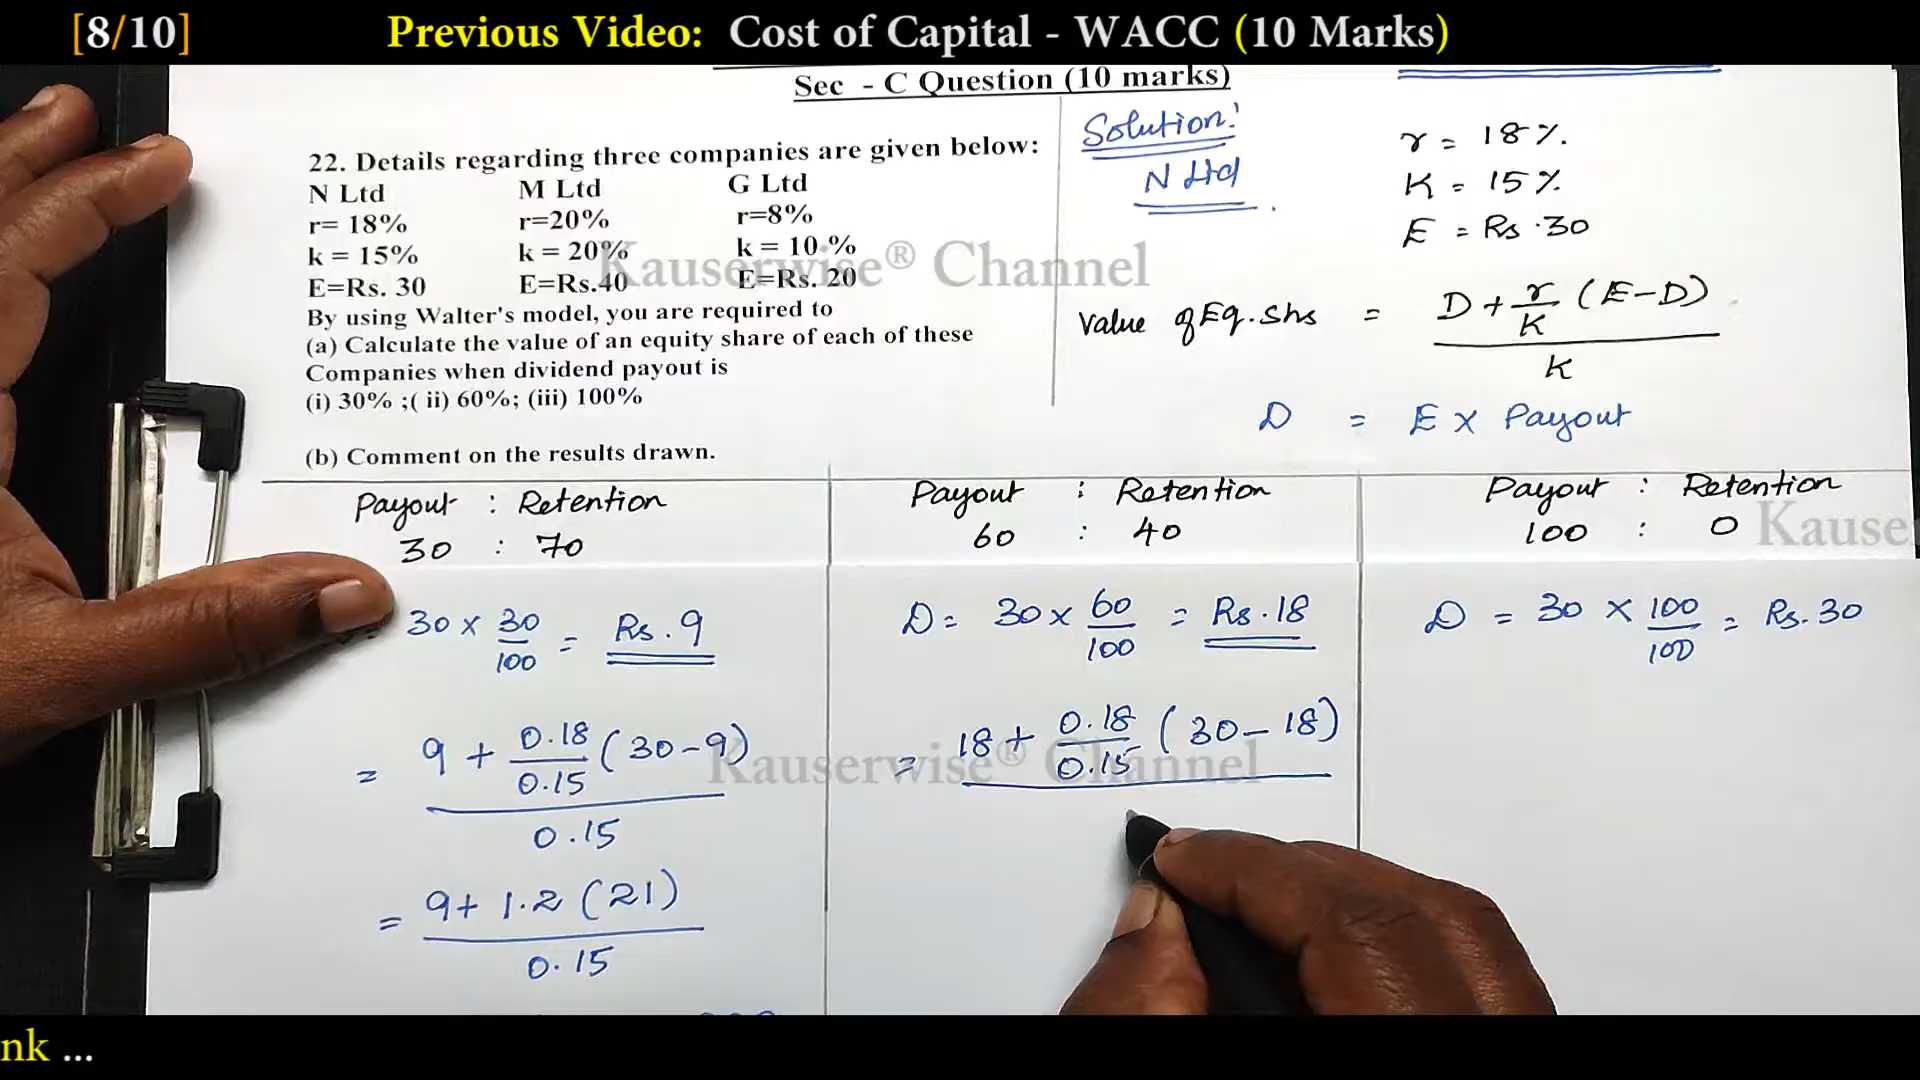 [8/10] Previous Video: Cost of Capital - WACC (10 Marks)
Sec - C Question (10 marks)
22. Details regarding three companies are given below:
N Ltd M Ltd G Ltd
r= 18% r=20% r=8%
k = 15% k = 20% k = 10 %
E=Rs. 30 E=Rs.40 E=Rs. 20
By using Walter's model, you are required to
(a) Calculate the value of an equity share of each of these
Companies when dividend payout is
(i) 30% ;( ii) 60%; (iii) 100%
(b) Comment on the results drawn.
Solution:
N Ltd
r = 18%.
K = 15%.
E = Rs.30
Value of Eq.Shs = D + r/K (E-D) / K
D = E x Payout
Kauserwise® Channel
Payout : Retention
30 : 70
30 x 30/100 = Rs.9
= 9 + 0.18/0.15 (30-9) / 0.15
= 9+ 1.2 (21) / 0.15
Payout : Retention
60 : 40
D= 30 x 60/100 = Rs.18
= 18+ 0.18/0.15 (30-18)
Kauserwise® Channel
Payout : Retention
100 : 0
Kause
D = 30 x 100/100 = Rs.30
nk ...